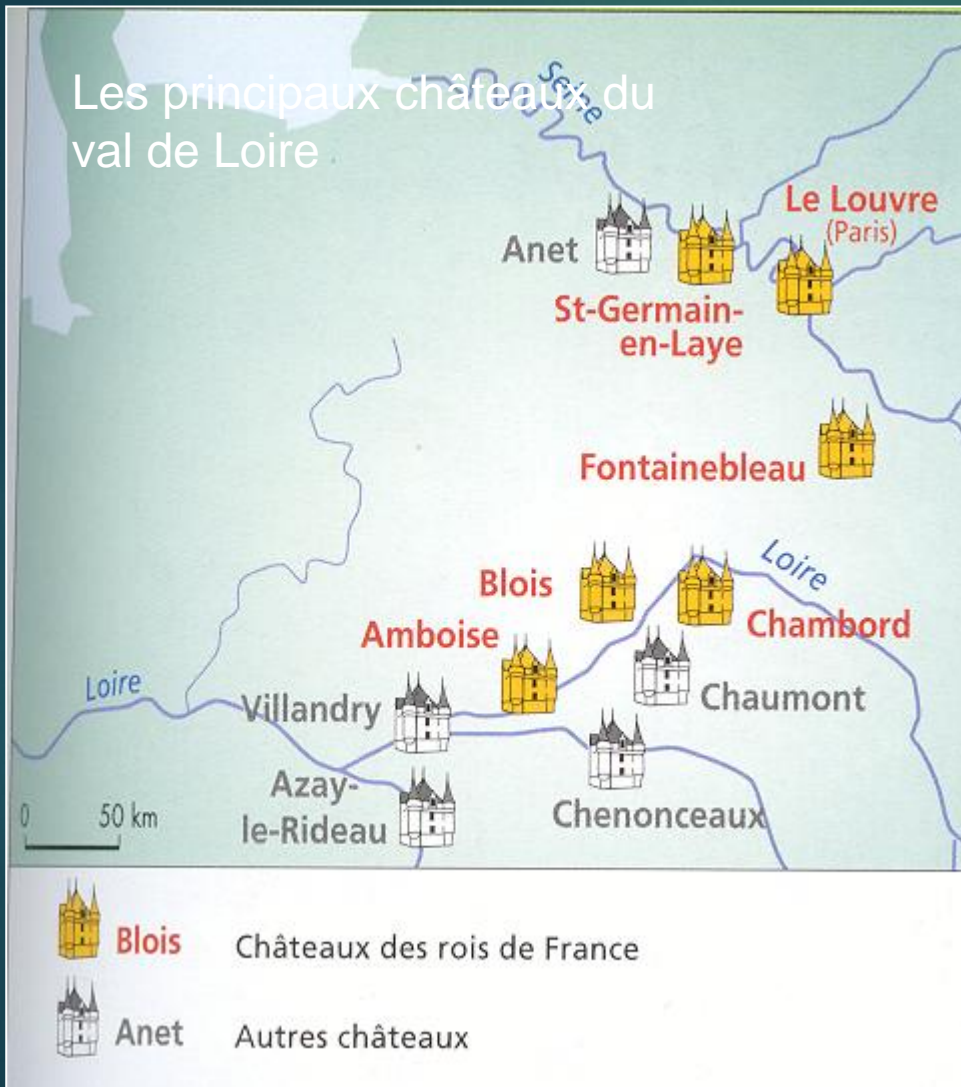 Les principaux châteaux du
val de Loire
Seine
Le Louvre
(Paris)
Anet
St-Germain-
en-Laye
Fontainebleau
Loire
Blois
Chambord
Amboise
Loire
Villandry
Chaumont
Azay-
le-Rideau
Chenonceaux
0 50 km
Blois Châteaux des rois de France
Anet Autres châteaux